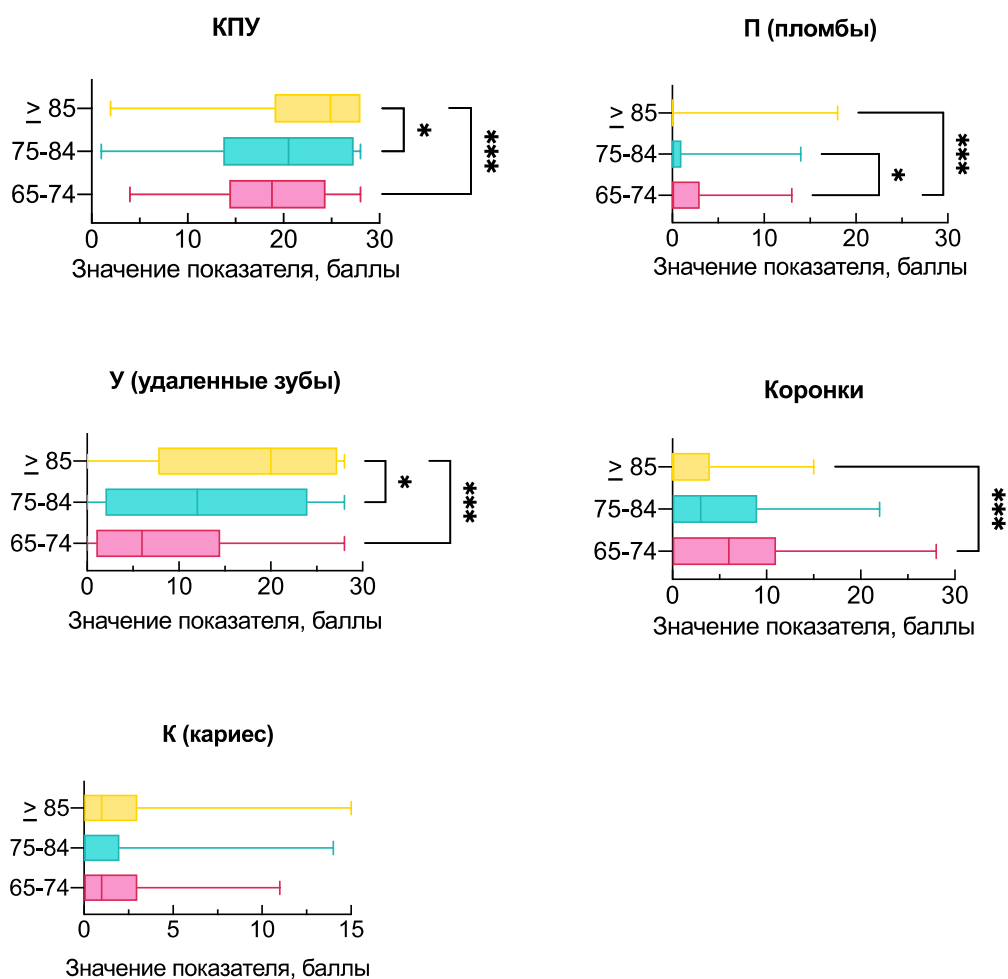 КПУ
≥ 85
75-84
65-74
*
***
0 10 20 30
Значение показателя, баллы
П (пломбы)
≥ 85
75-84
65-74
*
***
0 10 20 30
Значение показателя, баллы
У (удаленные зубы)
≥ 85
75-84
65-74
*
***
0 10 20 30
Значение показателя, баллы
Коронки
≥ 85
75-84
65-74
***
0 10 20 30
Значение показателя, баллы
К (кариес)
≥ 85
75-84
65-74
0 5 10 15
Значение показателя, баллы